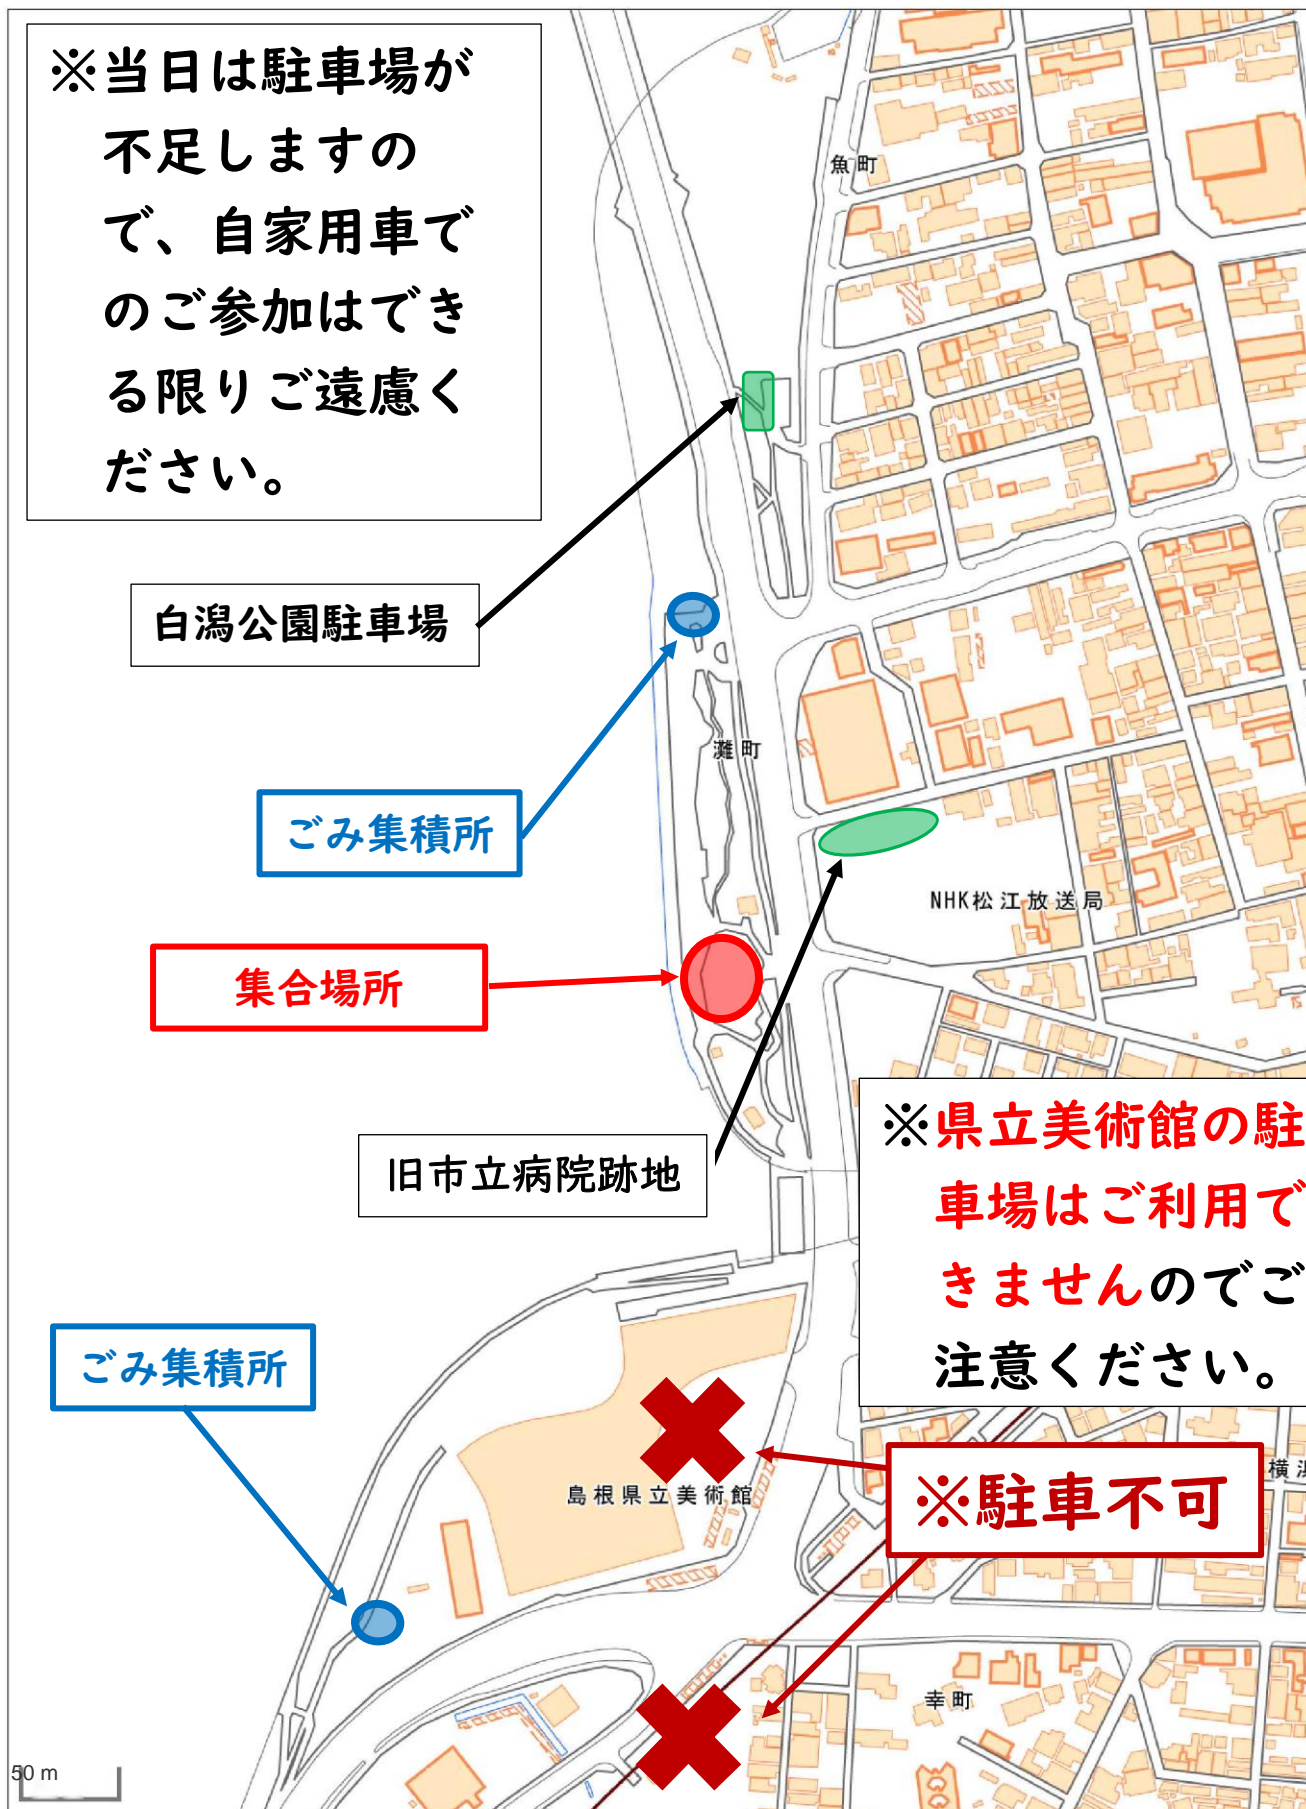 ※当日は駐車場が
不足しますの
で、自家用車で
のご参加はでき
る限りご遠慮く
ださい。
魚町
白潟公園駐車場
灘町
ごみ集積所
NHK松江放送局
集合場所
旧市立病院跡地
※県立美術館の駐
車場はご利用で
きませんのでご
注意ください。
ごみ集積所
島根県立美術館
※駐車不可
横浜
幸町
50 m